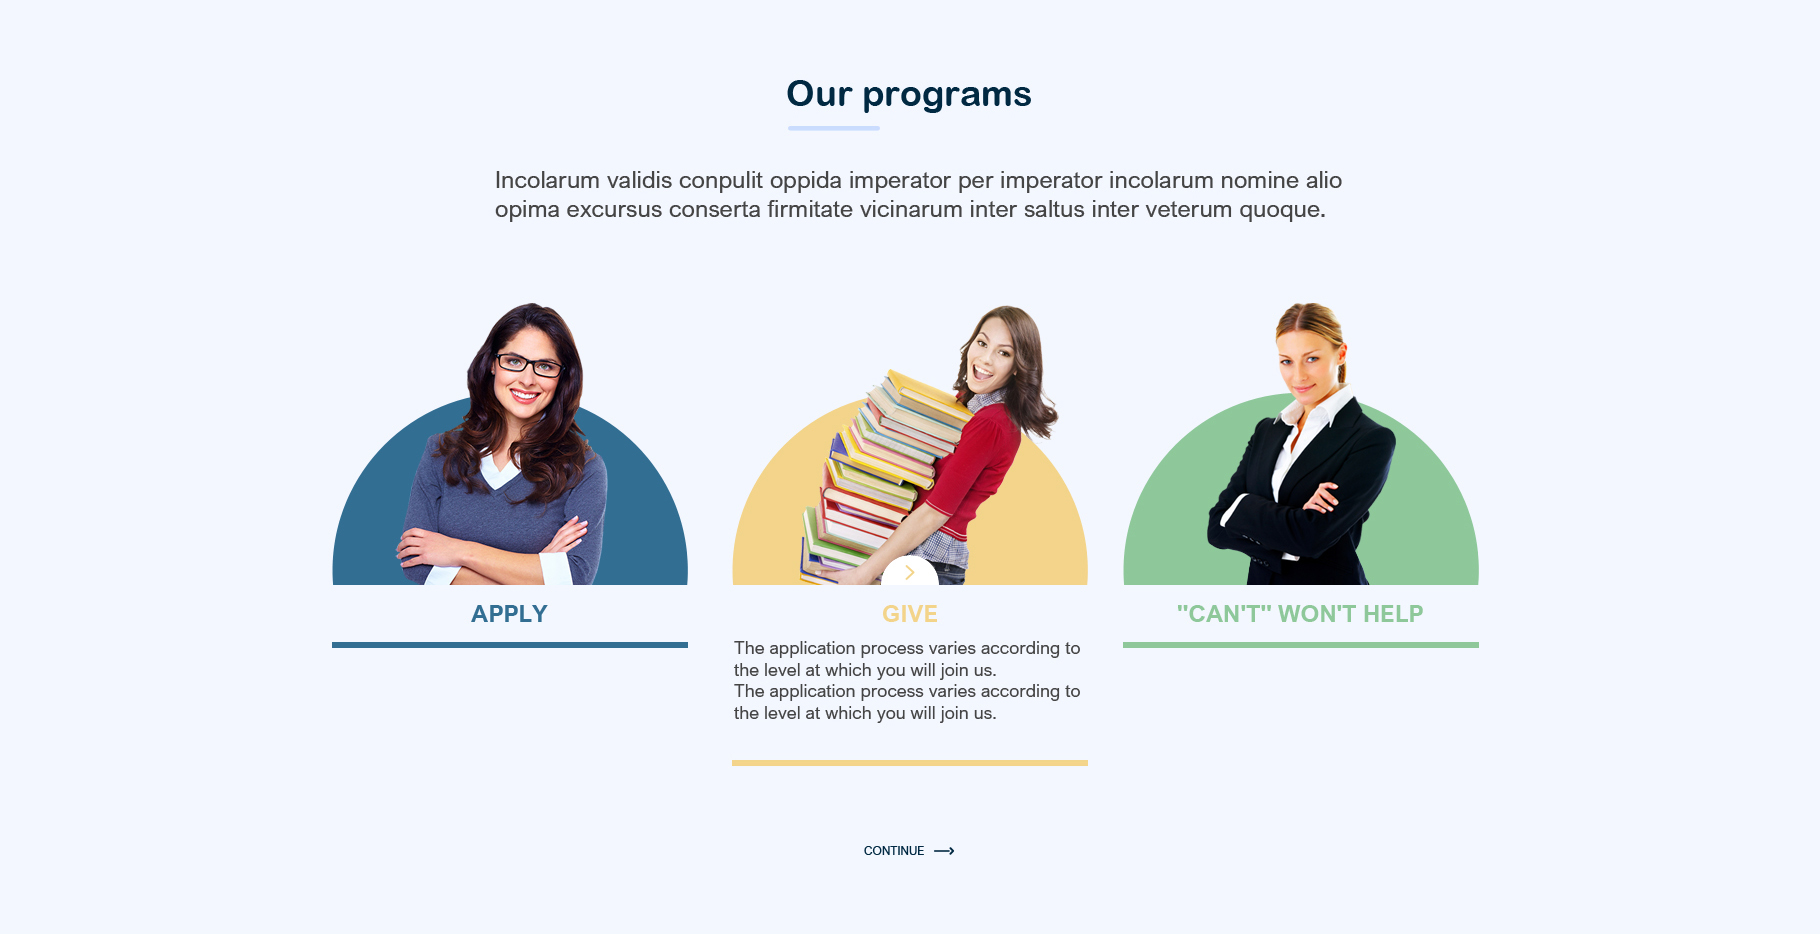 Our programs
Incolarum validis conpulit oppida imperator per imperator incolarum nomine alio
opima excursus conserta firmitate vicinarum inter saltus inter veterum quoque.
APPLY
GIVE
The application process varies according to
the level at which you will join us.
The application process varies according to
the level at which you will join us.
"CAN'T" WON'T HELP
CONTINUE